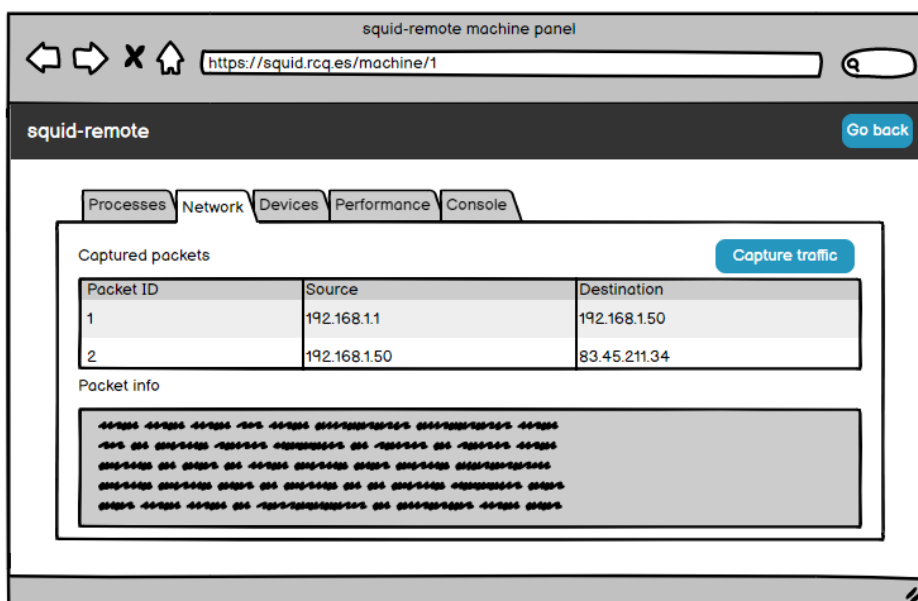 squid-remote machine panel
https://squid.rcq.es/machine/1
squid-remote
Go back
Processes Network Devices Performance Console
Captured packets
Capture traffic
Packet ID Source Destination
1 192.168.1.1 192.168.1.50
2 192.168.1.50 83.45.211.34
Packet info